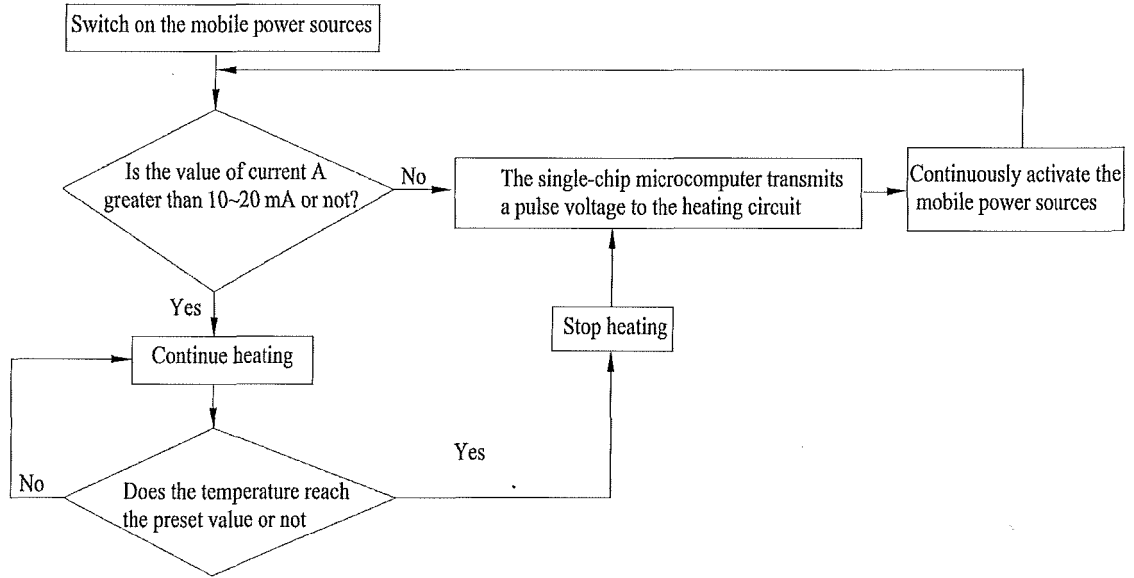 Switch on the mobile power sources
Is the value of current A
greater than 10~20 mA or not?
No
The single-chip microcomputer transmits
a pulse voltage to the heating circuit
Continuously activate the
mobile power sources
Yes
Stop heating
Continue heating
Yes
No
Does the temperature reach
the preset value or not